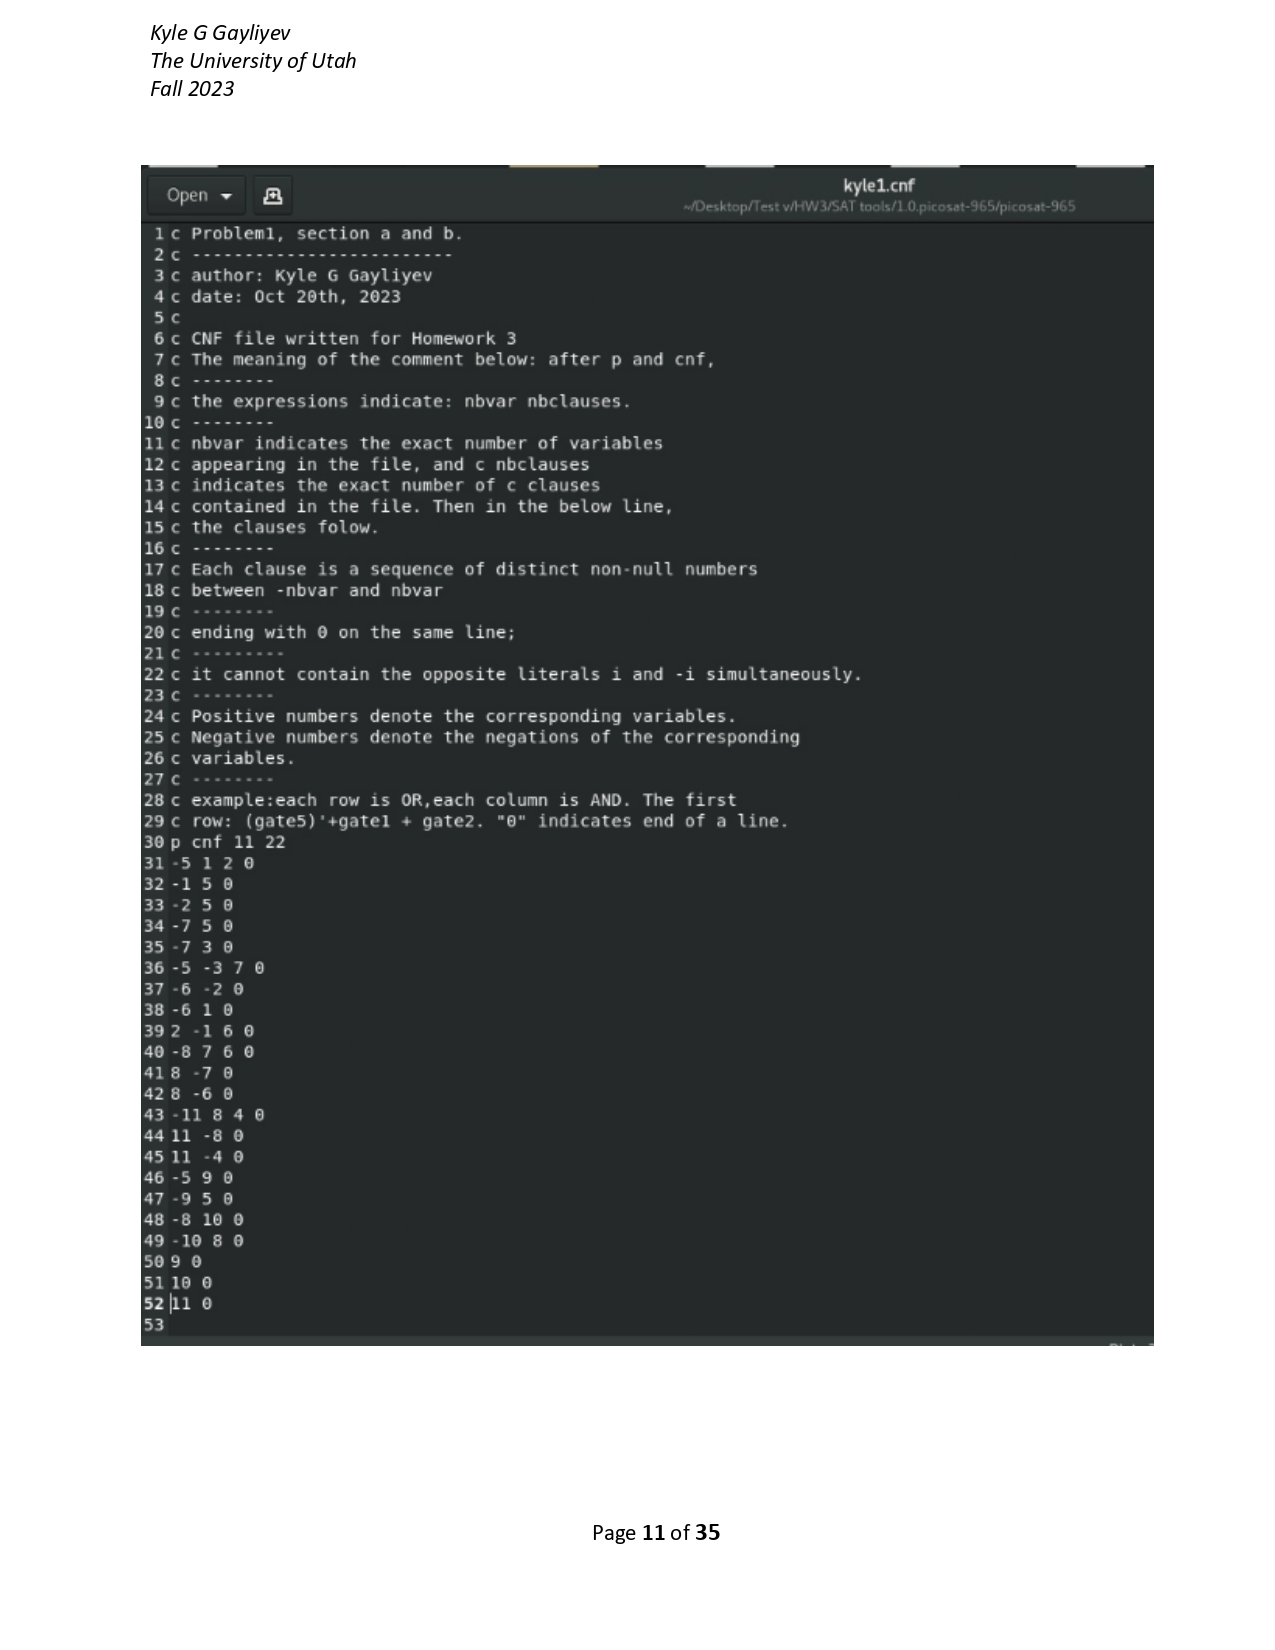 Kyle G Gayliyev
The University of Utah
Fall 2023
Open
kyle1.cnf
~/Desktop/Test v/HW3/SAT tools/1.0.picosat-965/picosat-965
1 c Problem1, section a and b.
2 c -------------------------
3 c author: Kyle G Gayliyev
4 c date: Oct 20th, 2023
5 c
6 c CNF file written for Homework 3
7 c The meaning of the comment below: after p and cnf,
8 c --------
9 c the expressions indicate: nbvar nbclauses.
10 c --------
11 c nbvar indicates the exact number of variables
12 c appearing in the file, and c nbclauses
13 c indicates the exact number of c clauses
14 c contained in the file. Then in the below line,
15 c the clauses folow.
16 c --------
17 c Each clause is a sequence of distinct non-null numbers
18 c between -nbvar and nbvar
19 c --------
20 c ending with 0 on the same line;
21 c ---------
22 c it cannot contain the opposite literals i and -i simultaneously.
23 c --------
24 c Positive numbers denote the corresponding variables.
25 c Negative numbers denote the negations of the corresponding
26 c variables.
27 c --------
28 c example:each row is OR,each column is AND. The first
29 c row: (gate5)'+gate1 + gate2. "0" indicates end of a line.
30 p cnf 11 22
31 -5 1 2 0
32 -1 5 0
33 -2 5 0
34 -7 5 0
35 -7 3 0
36 -5 -3 7 0
37 -6 -2 0
38 -6 1 0
39 2 -1 6 0
40 -8 7 6 0
41 8 -7 0
42 8 -6 0
43 -11 8 4 0
44 11 -8 0
45 11 -4 0
46 -5 9 0
47 -9 5 0
48 -8 10 0
49 -10 8 0
50 9 0
51 10 0
52 11 0
53
Page 11 of 35